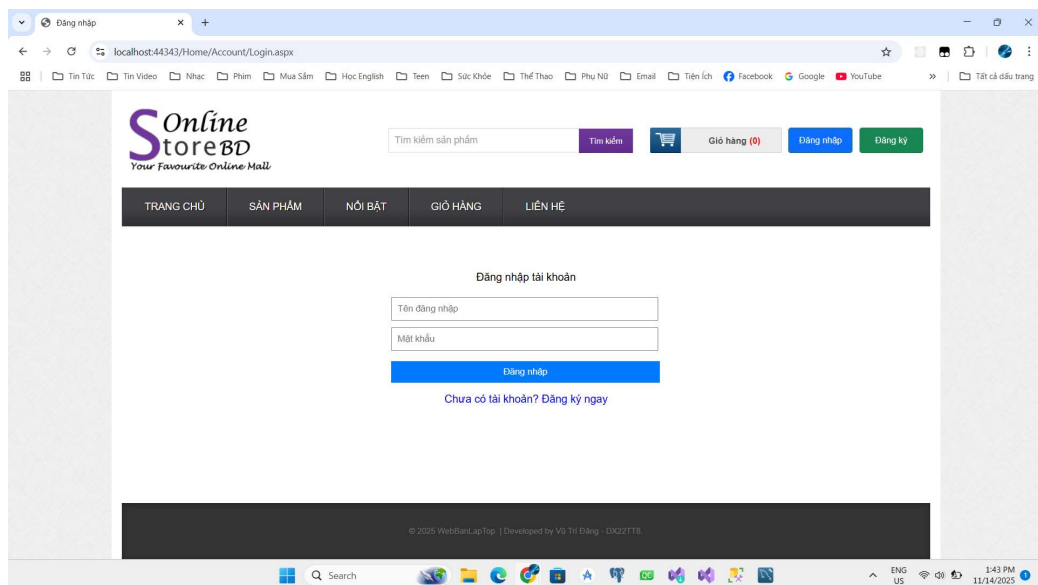 Đăng nhập
localhost:44343/Home/Account/Login.aspx
Tin Tức Tin Video Nhạc Phim Mua Sắm Học English Teen Sức Khỏe Thể Thao Phụ Nữ Email Tiện Ích Facebook Google YouTube » Tất cả dấu trang
Online
Store BD
Your Favourite Online Mall
Tìm kiếm sản phẩm Tìm kiếm Giỏ hàng (0) Đăng nhập Đăng ký
TRANG CHỦ SẢN PHẨM NỔI BẬT GIỎ HÀNG LIÊN HỆ
Đăng nhập tài khoản
Tên đăng nhập
Mật khẩu
Đăng nhập
Chưa có tài khoản? Đăng ký ngay
© 2025 WebBanLapTop | Developed by Vũ Trí Đăng - DX22TT8.
Search
ENG
US
1:43 PM
11/14/2025